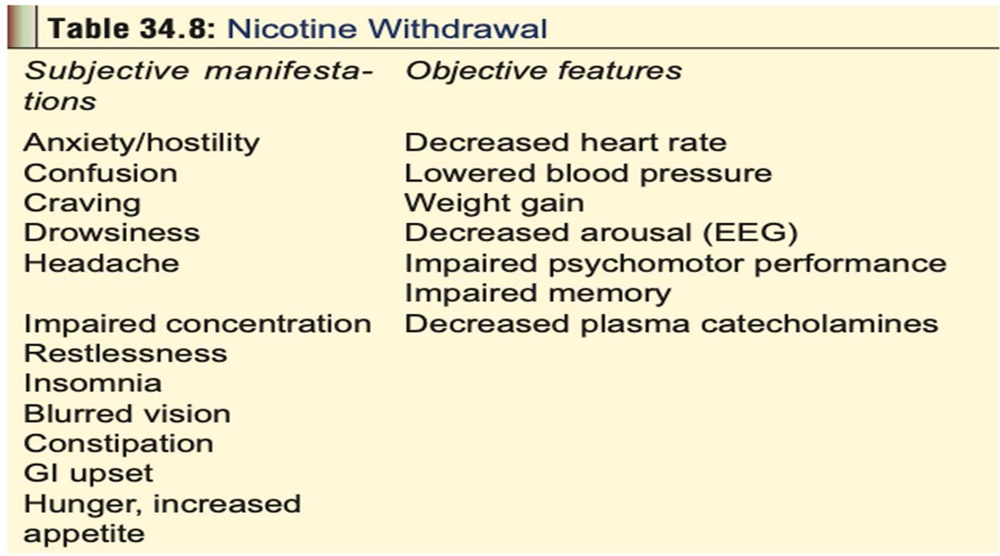 Table 34.8: Nicotine Withdrawal
Subjective manifesta- Objective features
tions
Anxiety/hostility Decreased heart rate
Confusion Lowered blood pressure
Craving Weight gain
Drowsiness Decreased arousal (EEG)
Headache Impaired psychomotor performance
Impaired memory
Impaired concentration Decreased plasma catecholamines
Restlessness
Insomnia
Blurred vision
Constipation
GI upset
Hunger, increased
appetite